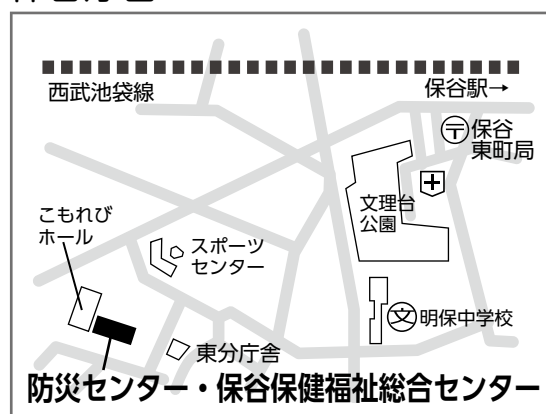 西武池袋線
保谷駅→
〒保谷
東町局
文理台
公園
こもれび
ホール
スポーツ
センター
文
明保中学校
東分庁舎
防災センター・保谷保健福祉総合センター